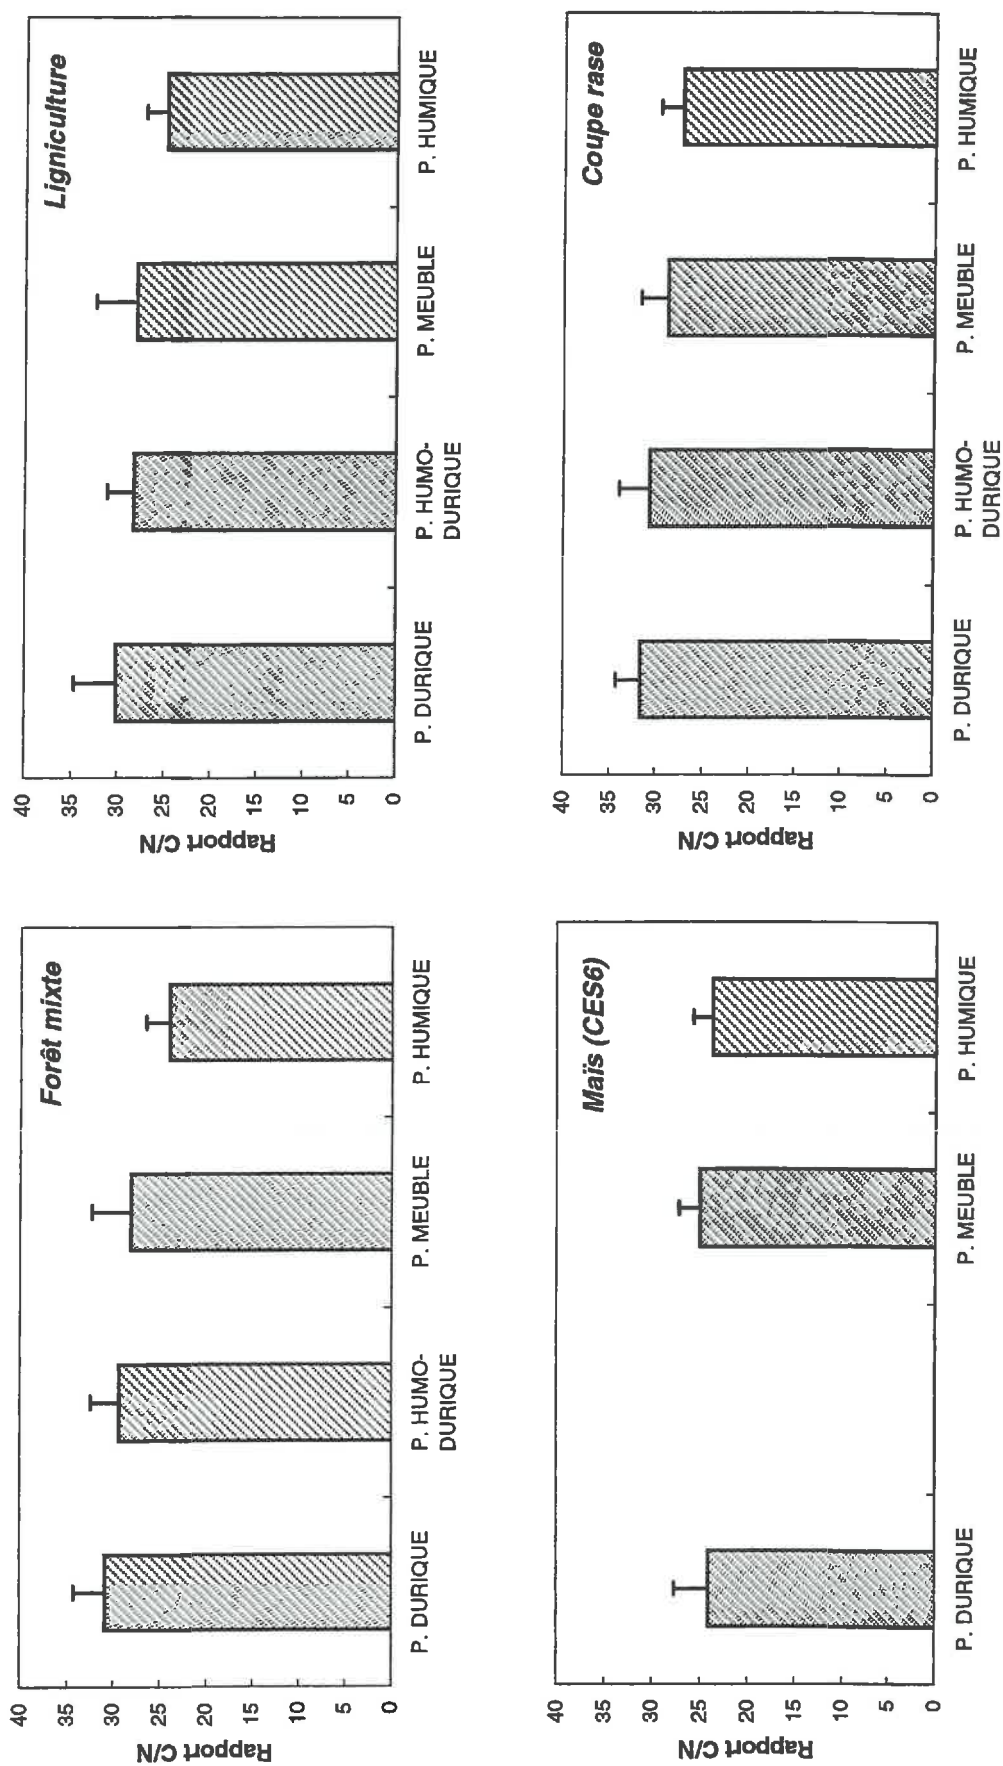 Forêt mixte
Rapport C/N
40
35
30
25
20
15
10
5
0
P. DURIQUE
P. HUMO-
DURIQUE
P. MEUBLE
P. HUMIQUE
Ligniculture
Rapport C/N
40
35
30
25
20
15
10
5
0
P. DURIQUE
P. HUMO-
DURIQUE
P. MEUBLE
P. HUMIQUE
Maïs (CES6)
Rapport C/N
40
35
30
25
20
15
10
5
0
P. DURIQUE
P. MEUBLE
P. HUMIQUE
Coupe rase
Rapport C/N
40
35
30
25
20
15
10
5
0
P. DURIQUE
P. HUMO-
DURIQUE
P. MEUBLE
P. HUMIQUE